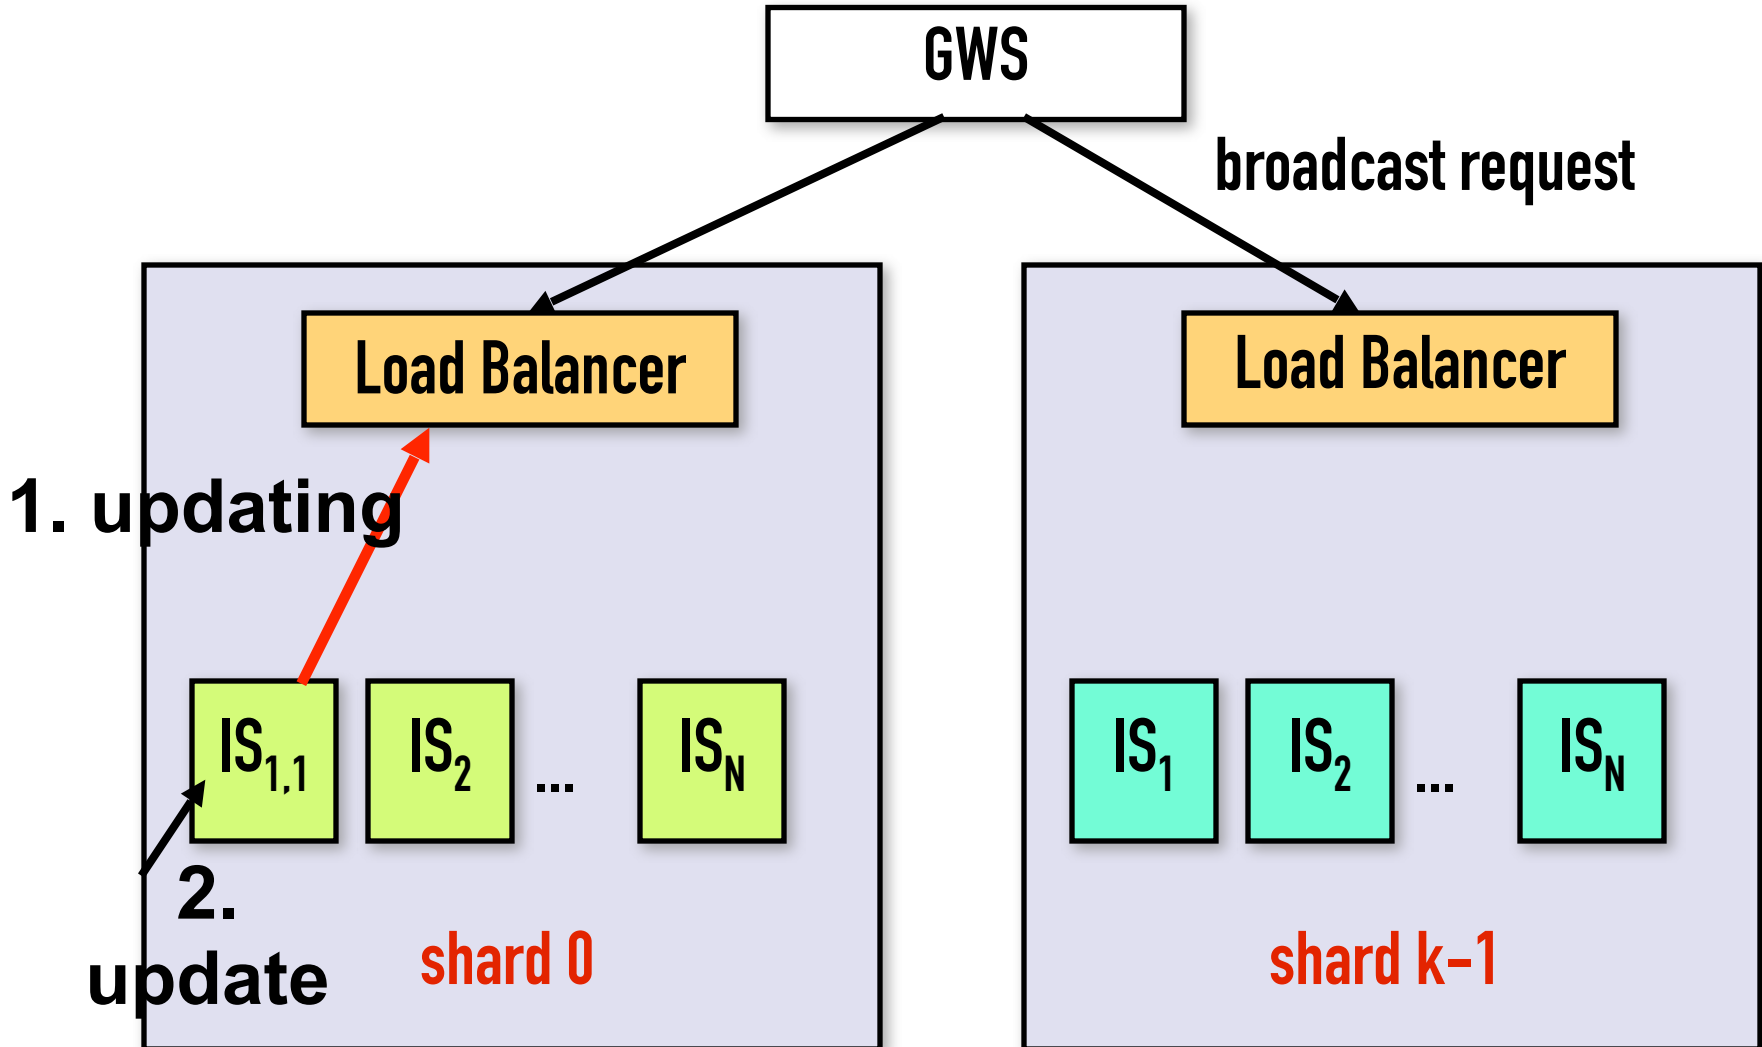 GWS
broadcast request
Load Balancer
Load Balancer
1. updating
IS1,1
IS2
...
ISN
IS1
IS2
...
ISN
2.
update
shard 0
shard k-1